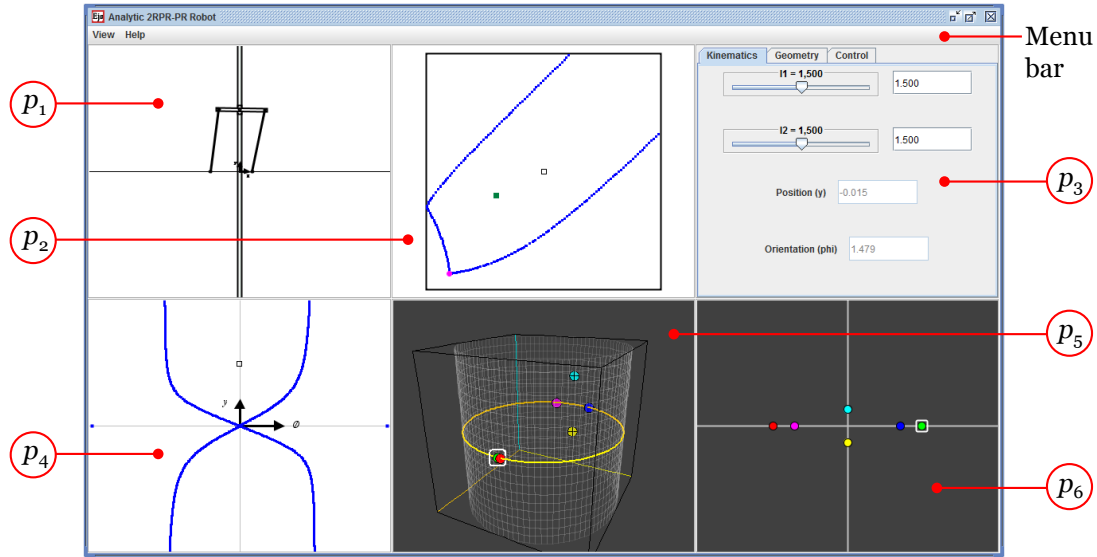 Ejs Analytic 2RPR-PR Robot
View Help
Menu
bar
Kinematics Geometry Control
l1 = 1,500
1.500
p1
l2 = 1,500
1.500
Position (y) -0.015
p3
p2
Orientation (phi) 1.479
p5
y
Ø
p4
p6